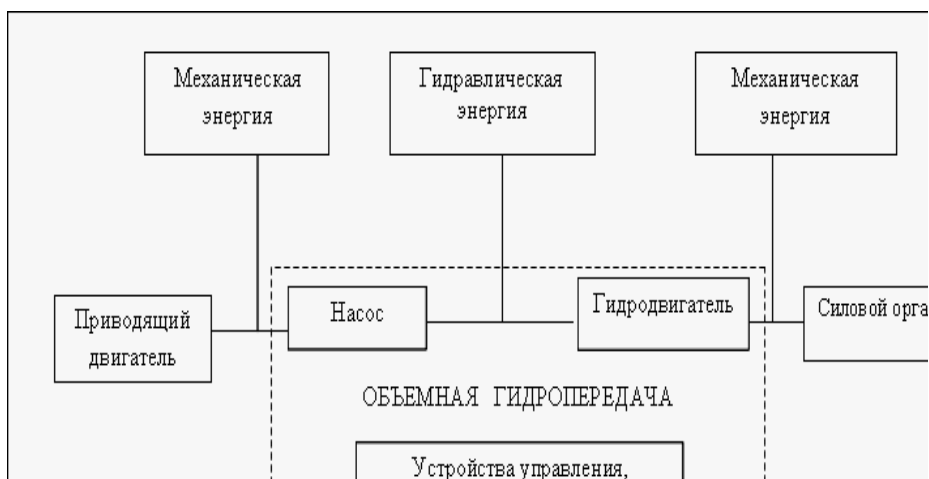 Механическая
энергия
Гидравлическая
энергия
Механическая
энергия
Приводящий
двигатель
Насос
Гидродвигатель
Силовой орга
ОБЪЕМНАЯ ГИДРОПЕРЕДАЧА
Устройства управления,